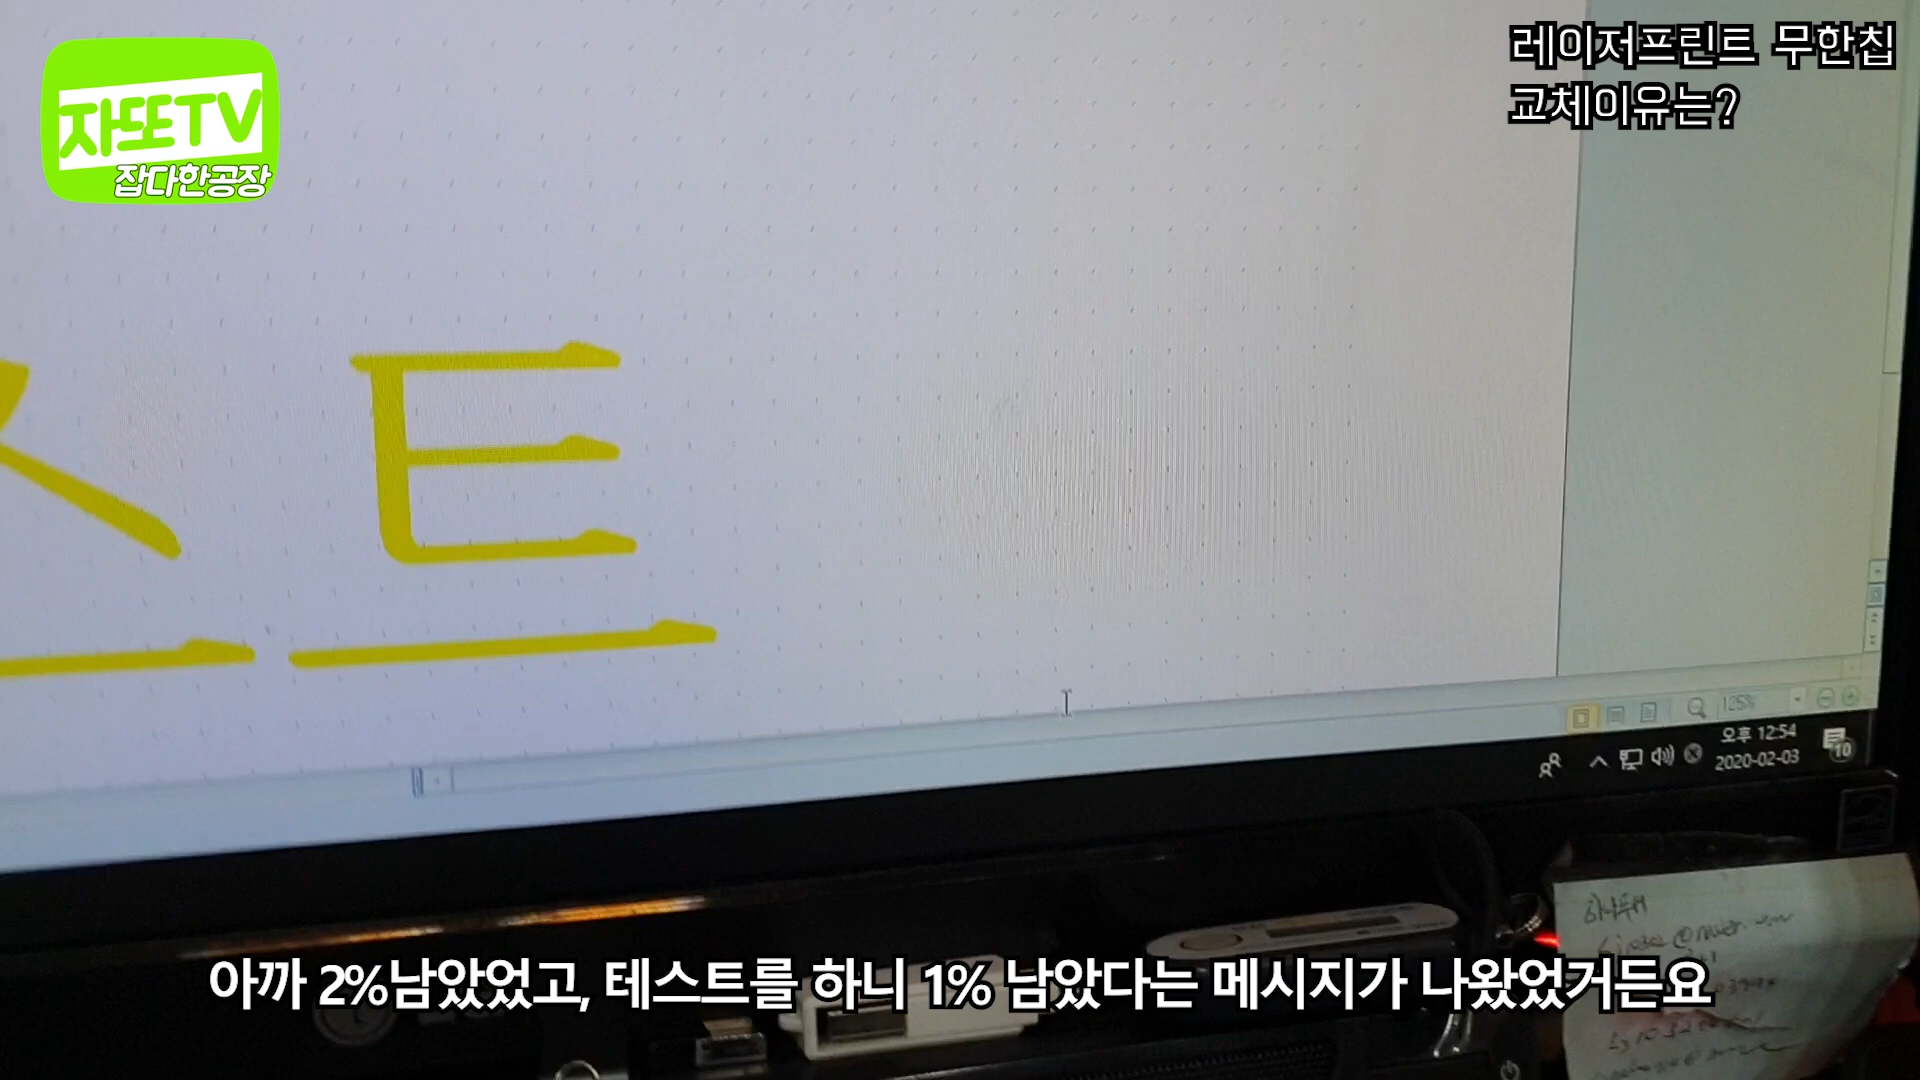 자또TV
잡다한공장
레이저프린트 무한칩
교체이유는?
스트
125%
오후 12:54
2020-02-03
10
아까 2%남았었고, 테스트를 하니 1% 남았다는 메시지가 나왔었거든요